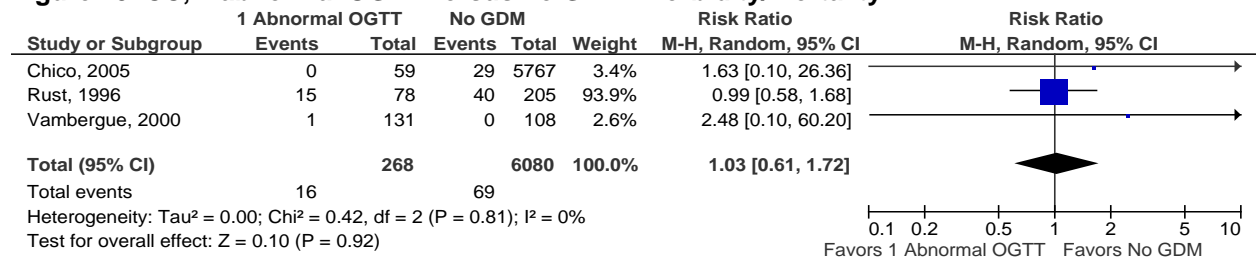 1 Abnormal OGTT No GDM Risk Ratio Risk Ratio
Study or Subgroup Events Total Events Total Weight M-H, Random, 95% CI M-H, Random, 95% CI
Chico, 2005 0 59 29 5767 3.4% 1.63 [0.10, 26.36]
Rust, 1996 15 78 40 205 93.9% 0.99 [0.58, 1.68]
Vambergue, 2000 1 131 0 108 2.6% 2.48 [0.10, 60.20]
Total (95% CI) 268 6080 100.0% 1.03 [0.61, 1.72]
Total events 16 69
Heterogeneity: Tau² = 0.00; Chi² = 0.42, df = 2 (P = 0.81); I² = 0%
Test for overall effect: Z = 0.10 (P = 0.92)
0.1 0.2 0.5 1 2 5 10
Favors 1 Abnormal OGTT Favors No GDM